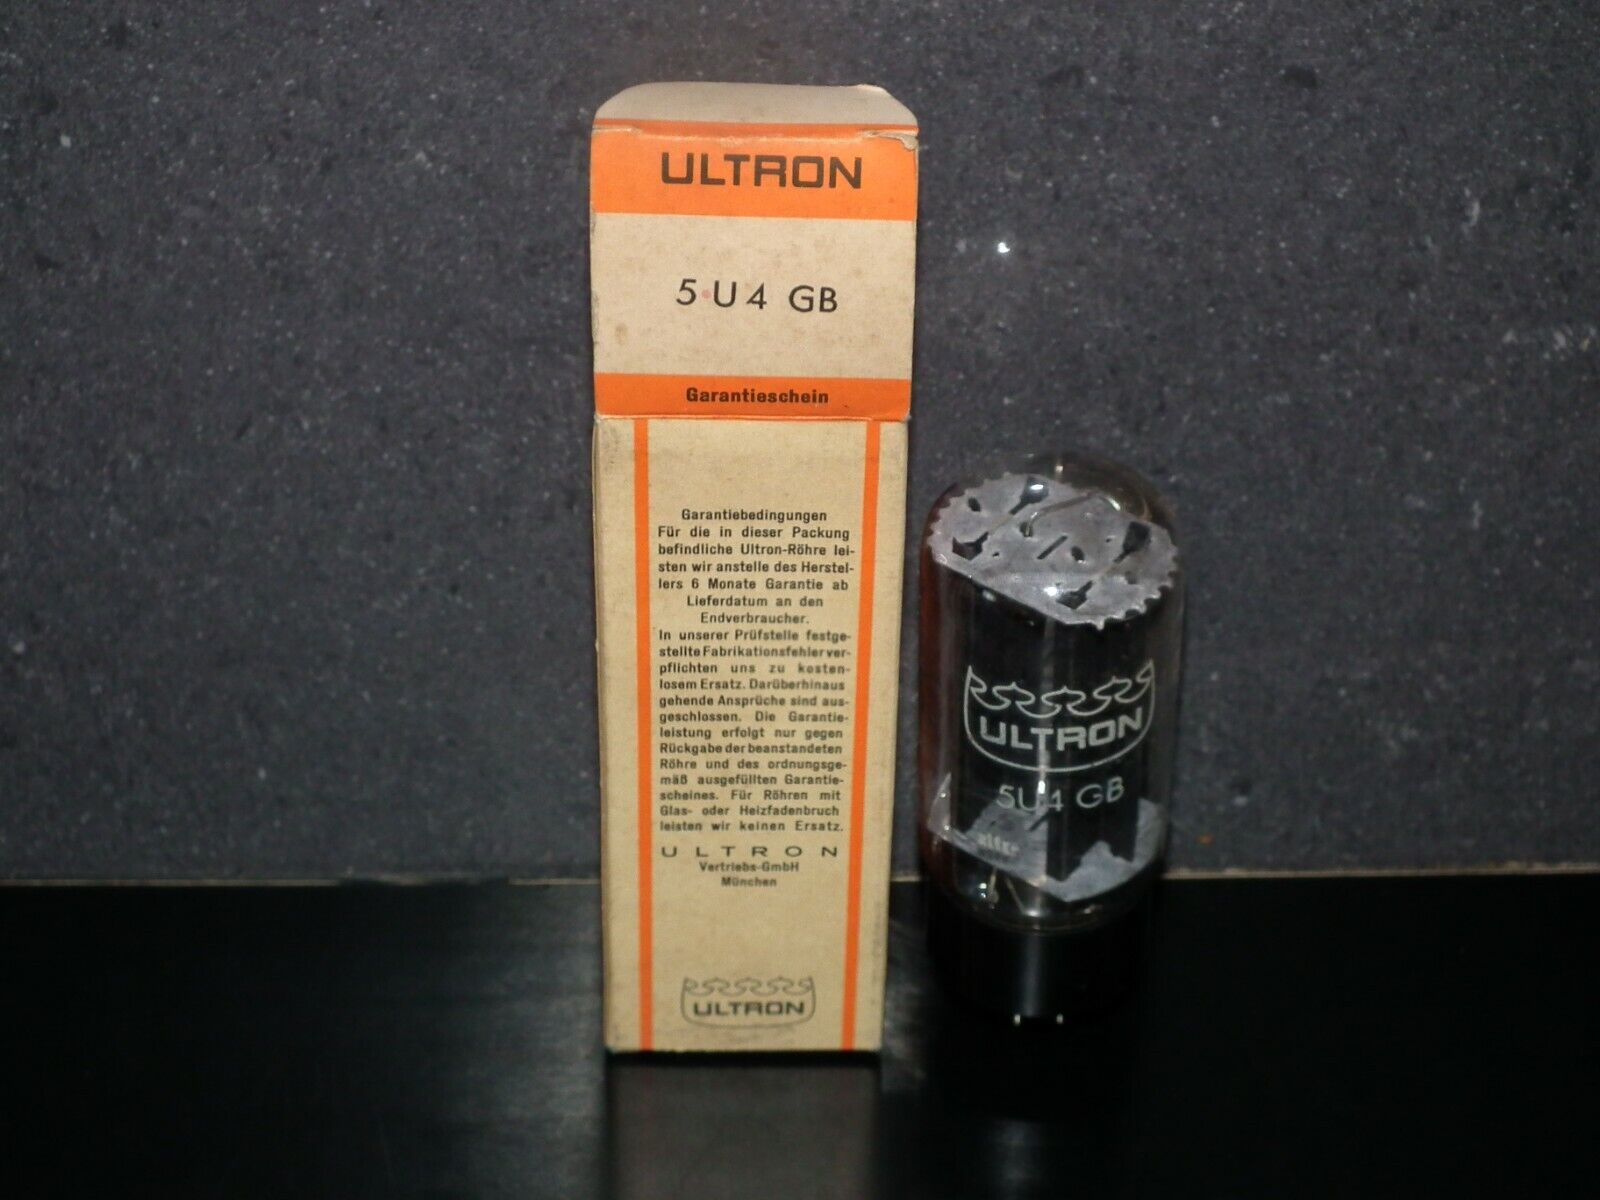 ULTRON
5 U 4 GB
Garantieschein
Garantiebedingungen
Für die in dieser Packung
befindliche Ultron-Röhre lei-
sten wir anstelle des Herstel-
lers 6 Monate Garantie ab
Lieferdatum an den
Endverbraucher.
In unserer Prüfstelle festge-
stellte Fabrikationsfehler ver-
pflichten uns zu kosten-
losem Ersatz. Darüberhinaus
gehende Ansprüche sind aus-
geschlossen. Die Garantie-
leistung erfolgt nur gegen
Rückgabe der beanstandeten
Röhre und des ordnungsge-
mäß ausgefüllten Garantie-
scheines. Für Röhren mit
Glas- oder Heizfadenbruch
leisten wir keinen Ersatz.
ULTRON
Vertriebs-GmbH
München
ULTRON
ULTRON
5U4 GB